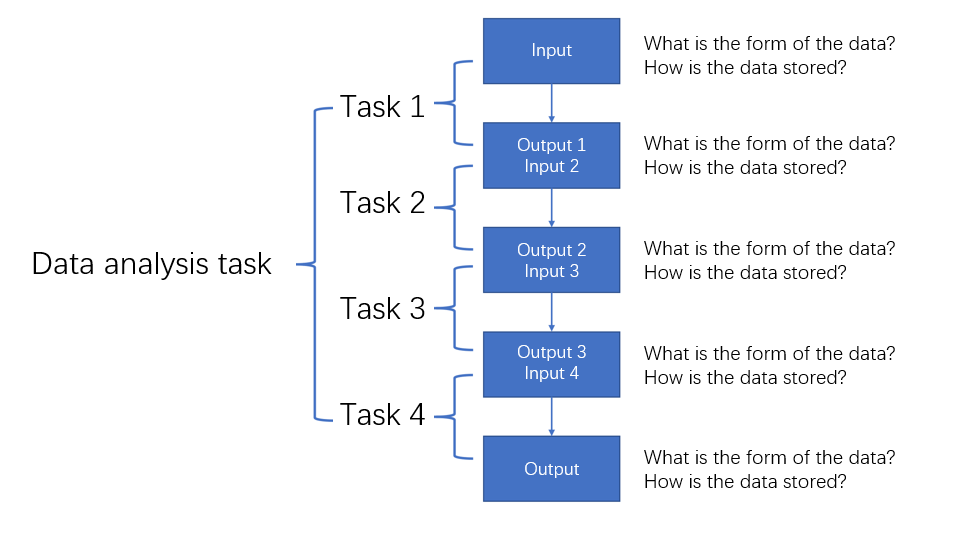 Input
What is the form of the data?
How is the data stored?
Task 1
Output 1
Input 2
What is the form of the data?
How is the data stored?
Task 2
Output 2
Input 3
What is the form of the data?
How is the data stored?
Data analysis task
Task 3
Output 3
Input 4
What is the form of the data?
How is the data stored?
Task 4
Output
What is the form of the data?
How is the data stored?